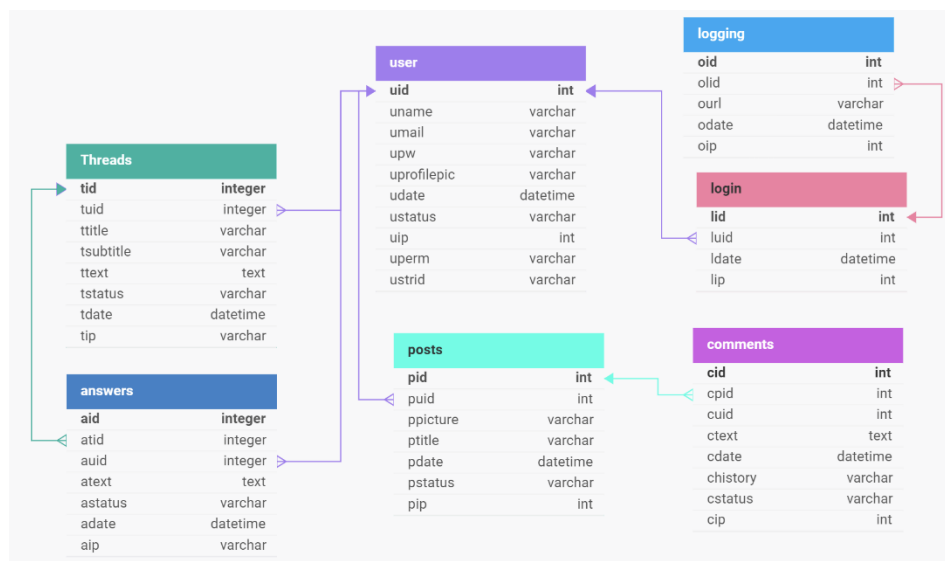 logging
oid int
olid int
ourl varchar
odate datetime
oip int
user
uid int
uname varchar
umail varchar
upw varchar
uprofilepic varchar
udate datetime
ustatus varchar
uip int
uperm varchar
ustrid varchar
Threads
tid integer
tuid integer
ttitle varchar
tsubtitle varchar
ttext text
tstatus varchar
tdate datetime
tip varchar
login
lid int
luid int
ldate datetime
lip int
posts
pid int
puid int
ppicture varchar
ptitle varchar
pdate datetime
pstatus varchar
pip int
comments
cid int
cpid int
cuid int
ctext text
cdate datetime
chistory varchar
cstatus varchar
cip int
answers
aid integer
atid integer
auid integer
atext text
astatus varchar
adate datetime
aip varchar